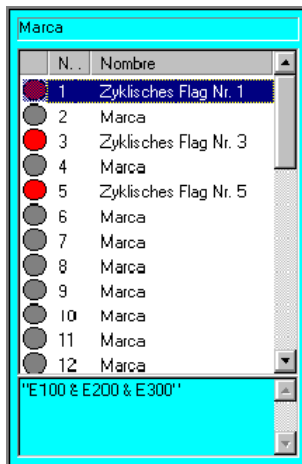 Marca
N. . Nombre
1 Zyklisches Flag Nr. 1
2 Marca
3 Zyklisches Flag Nr. 3
4 Marca
5 Zyklisches Flag Nr. 5
6 Marca
7 Marca
8 Marca
9 Marca
10 Marca
11 Marca
12 Marca
"E100 & E200 & E300"